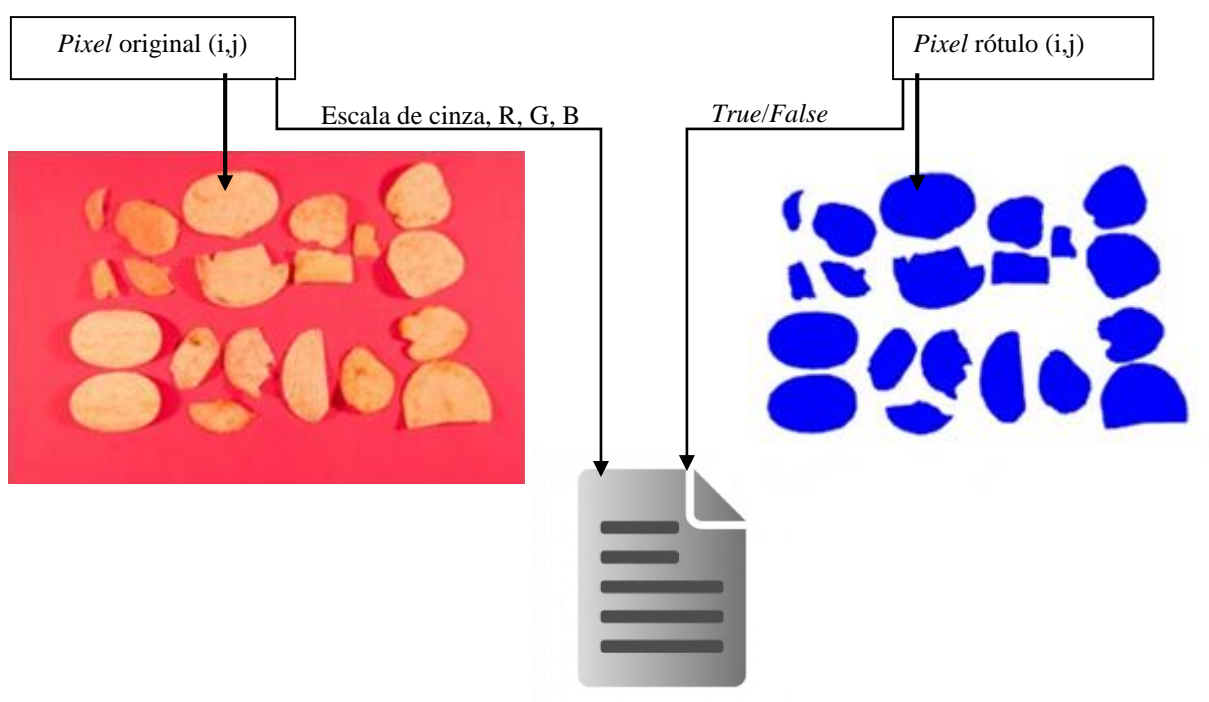 Pixel original (i,j)
Pixel rótulo (i,j)
Escala de cinza, R, G, B
True/False